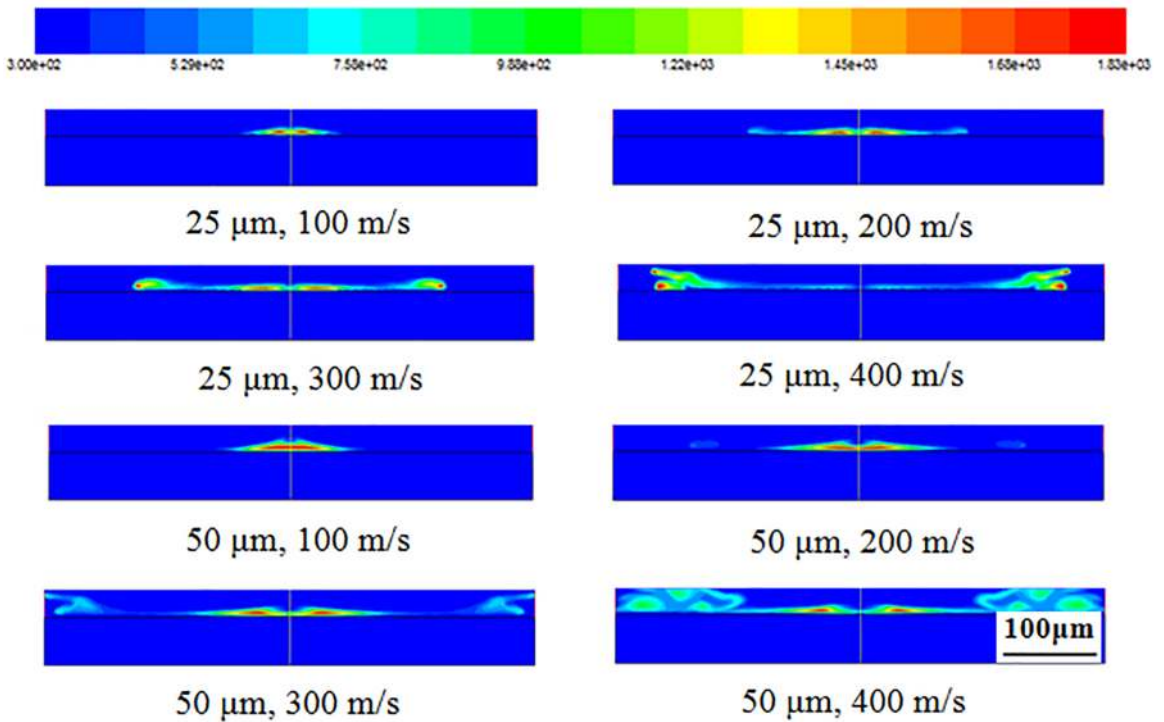 3.00e+02 5.29e+02 7.58e+02 9.88e+02 1.22e+03 1.45e+03 1.68e+03 1.83e+03
25 μm, 100 m/s 25 μm, 200 m/s
25 μm, 300 m/s 25 μm, 400 m/s
50 μm, 100 m/s 50 μm, 200 m/s
100μm
50 μm, 300 m/s 50 μm, 400 m/s